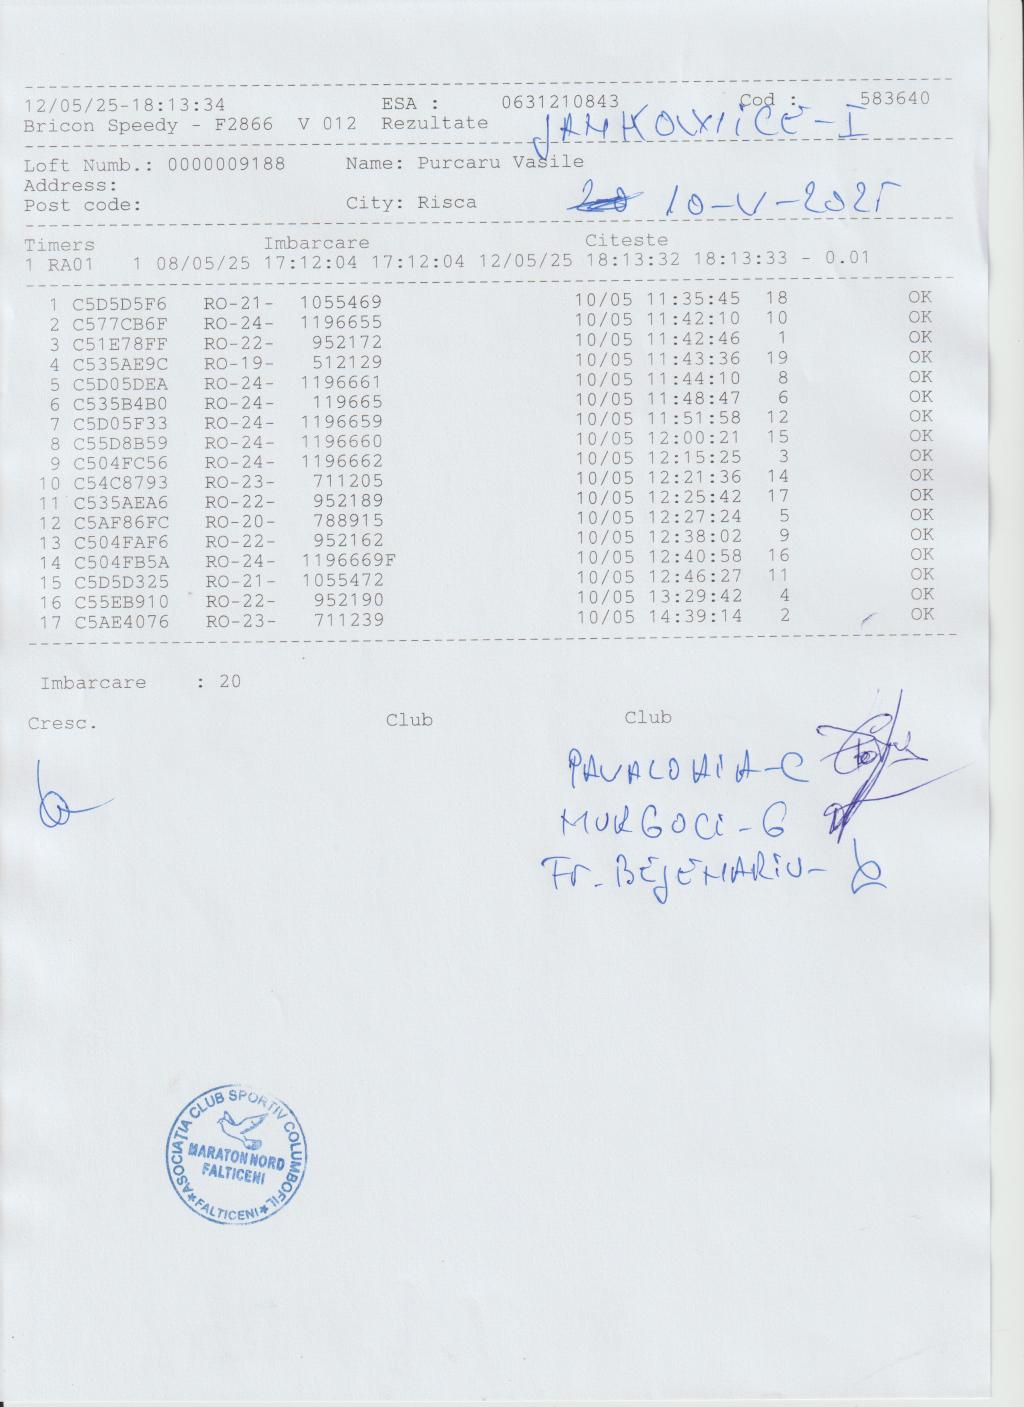 12/05/25-18:13:34 ESA : 0631210843 Cod : 583640
Bricon Speedy - F2866 V 012 Rezultate
Loft Numb.: 0000009188 Name: Purcaru Vasile
Address:
Post code: City: Risca 10-V-2025
Timers Imbarcare Citeste
1 RA01 1 08/05/25 17:12:04 17:12:04 12/05/25 18:13:32 18:13:33 - 0.01
1 C5D5D5F6 RO-21- 1055469 10/05 11:35:45 18 OK
2 C577CB6F RO-24- 1196655 10/05 11:42:10 10 OK
3 C51E78FF RO-22- 952172 10/05 11:42:46 1 OK
4 C535AE9C RO-19- 512129 10/05 11:43:36 19 OK
5 C5D05DEA RO-24- 1196661 10/05 11:44:10 8 OK
6 C535B4B0 RO-24- 119665 10/05 11:48:47 6 OK
7 C5D05F33 RO-24- 1196659 10/05 11:51:58 12 OK
8 C55D8B59 RO-24- 1196660 10/05 12:00:21 15 OK
9 C504FC56 RO-24- 1196662 10/05 12:15:25 3 OK
10 C54C8793 RO-23- 711205 10/05 12:21:36 14 OK
11 C535AEA6 RO-22- 952189 10/05 12:25:42 17 OK
12 C5AF86FC RO-20- 788915 10/05 12:27:24 5 OK
13 C504FAF6 RO-22- 952162 10/05 12:38:02 9 OK
14 C504FB5A RO-24- 1196669F 10/05 12:40:58 16 OK
15 C5D5D325 RO-21- 1055472 10/05 12:46:27 11 OK
16 C55EB910 RO-22- 952190 10/05 13:29:42 4 OK
17 C5AE4076 RO-23- 711239 10/05 14:39:14 2 OK
Imbarcare : 20
Cresc. Club Club
PAVALOAIA-C
MURGOCI-G
Fr. BEJENARIU-
ASOCIATIA CLUB SPORTIV COLUMBOFIL
MARATON NORD
FALTICENI
★FALTICENI★